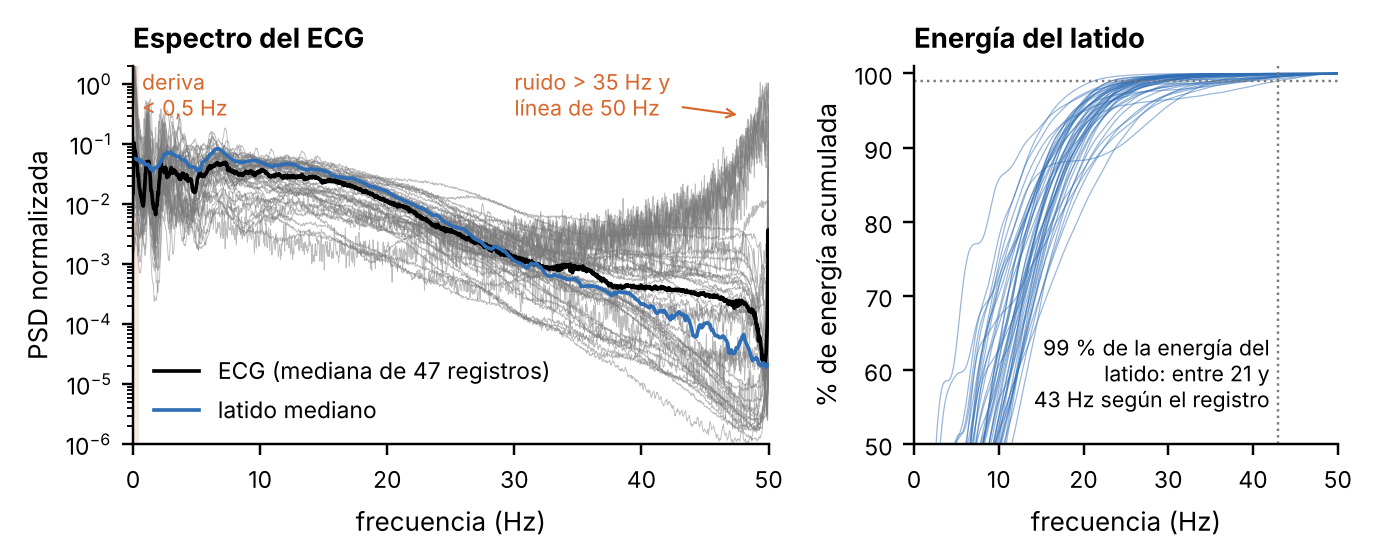 Espectro del ECG
deriva
< 0,5 Hz
ruido > 35 Hz y
línea de 50 Hz
PSD normalizada
10⁰
10⁻¹
10⁻²
10⁻³
10⁻⁴
10⁻⁵
10⁻⁶
ECG (mediana de 47 registros)
latido mediano
0 10 20 30 40 50
frecuencia (Hz)
Energía del latido
% de energía acumulada
100
90
80
70
60
50
99 % de la energía del
latido: entre 21 y
43 Hz según el registro
0 10 20 30 40 50
frecuencia (Hz)